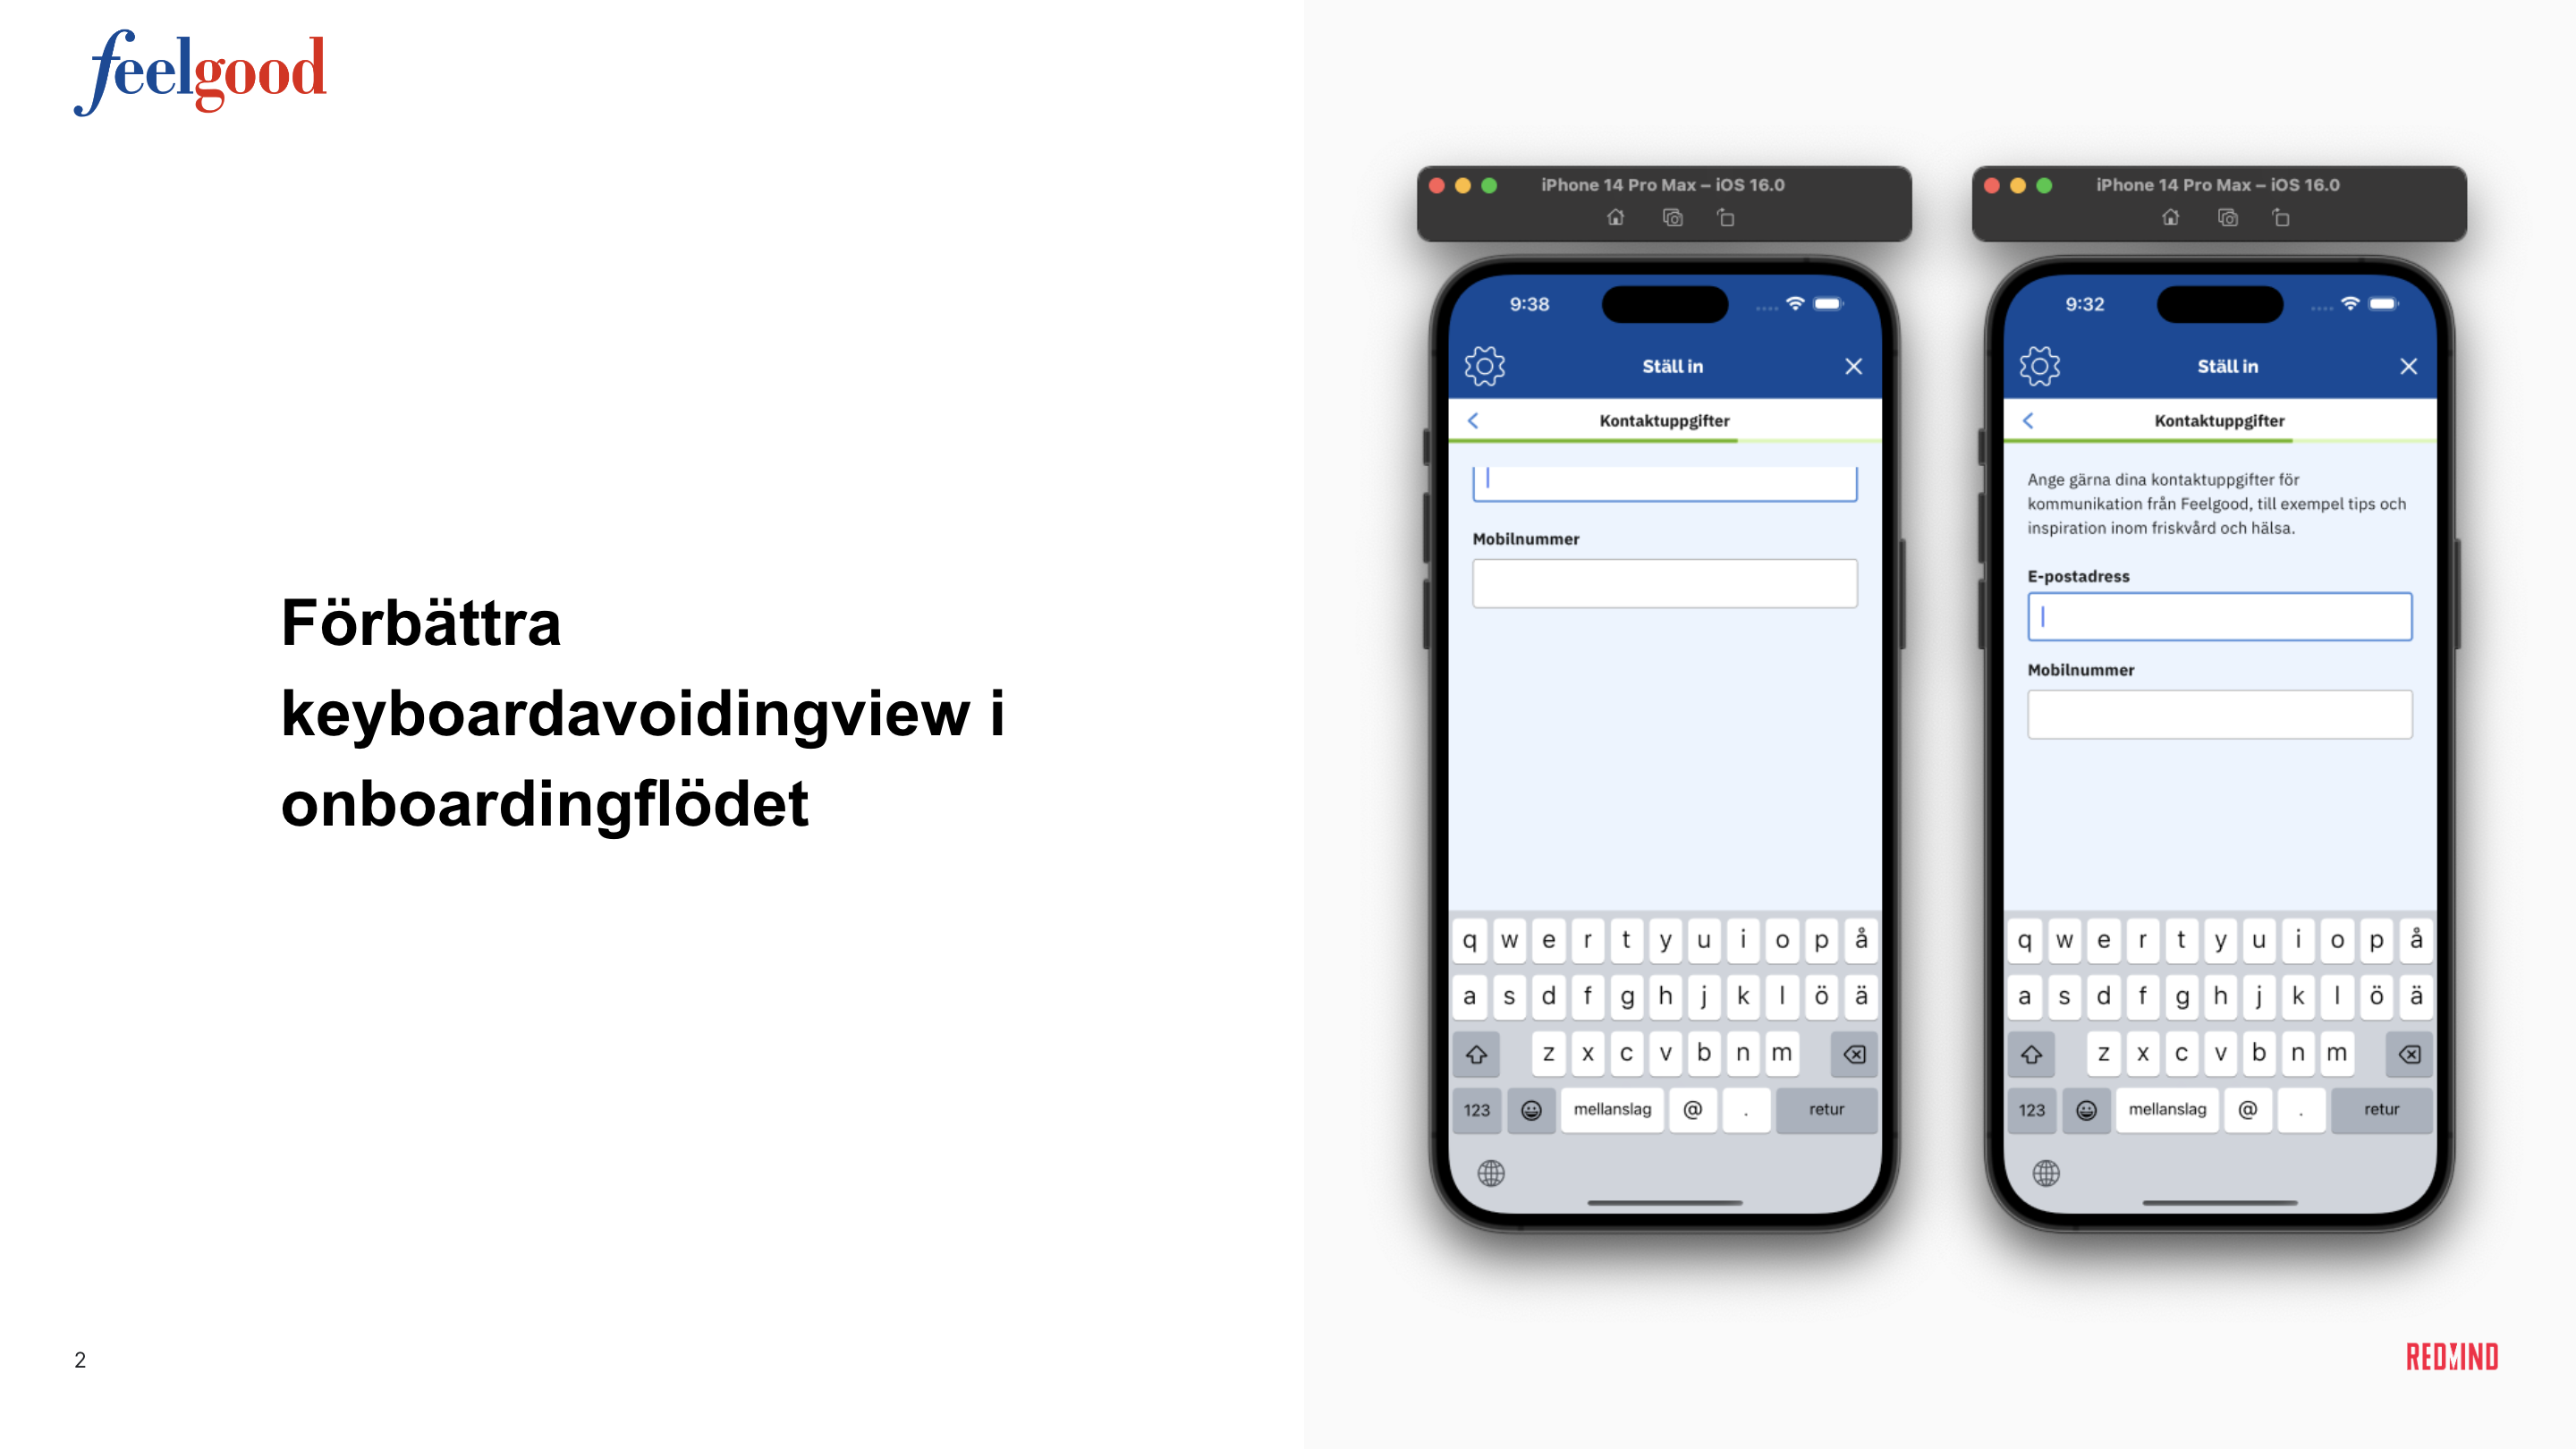 feelgood
Förbättra
keyboardavoidingview i
onboardingflödet
2
iPhone 14 Pro Max – iOS 16.0
9:38
Ställ in
Kontaktuppgifter
Mobilnummer
q w e r t y u i o p å
a s d f g h j k l ö ä
z x c v b n m
123 mellanslag @ . retur
iPhone 14 Pro Max – iOS 16.0
9:32
Ställ in
Kontaktuppgifter
Ange gärna dina kontaktuppgifter för
kommunikation från Feelgood, till exempel tips och
inspiration inom friskvård och hälsa.
E-postadress
Mobilnummer
q w e r t y u i o p å
a s d f g h j k l ö ä
z x c v b n m
123 mellanslag @ . retur
REDMIND